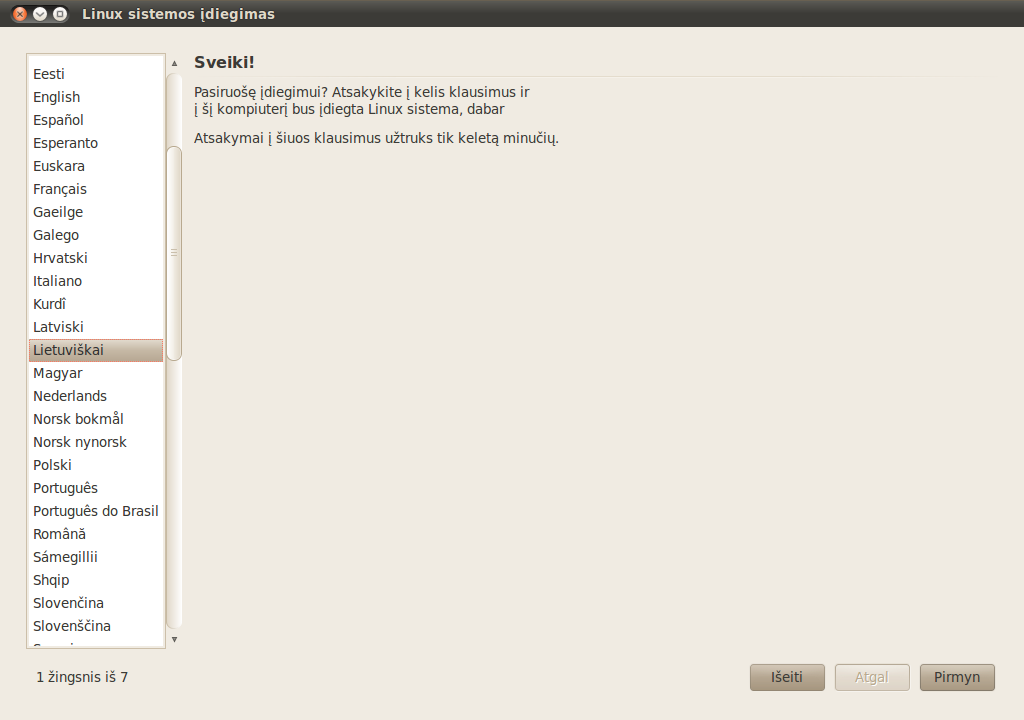 Linux sistemos įdiegimas
Eesti
English
Español
Esperanto
Euskara
Français
Gaeilge
Galego
Hrvatski
Italiano
Kurdî
Latviski
Lietuviškai
Magyar
Nederlands
Norsk bokmål
Norsk nynorsk
Polski
Português
Português do Brasil
Română
Sámegillii
Shqip
Slovenčina
Slovenščina
Sveiki!
Pasiruošę įdiegimui? Atsakykite į kelis klausimus ir
į šį kompiuterį bus įdiegta Linux sistema, dabar
Atsakymai į šiuos klausimus užtruks tik keletą minučių.
1 žingsnis iš 7
Išeiti
Atgal
Pirmyn